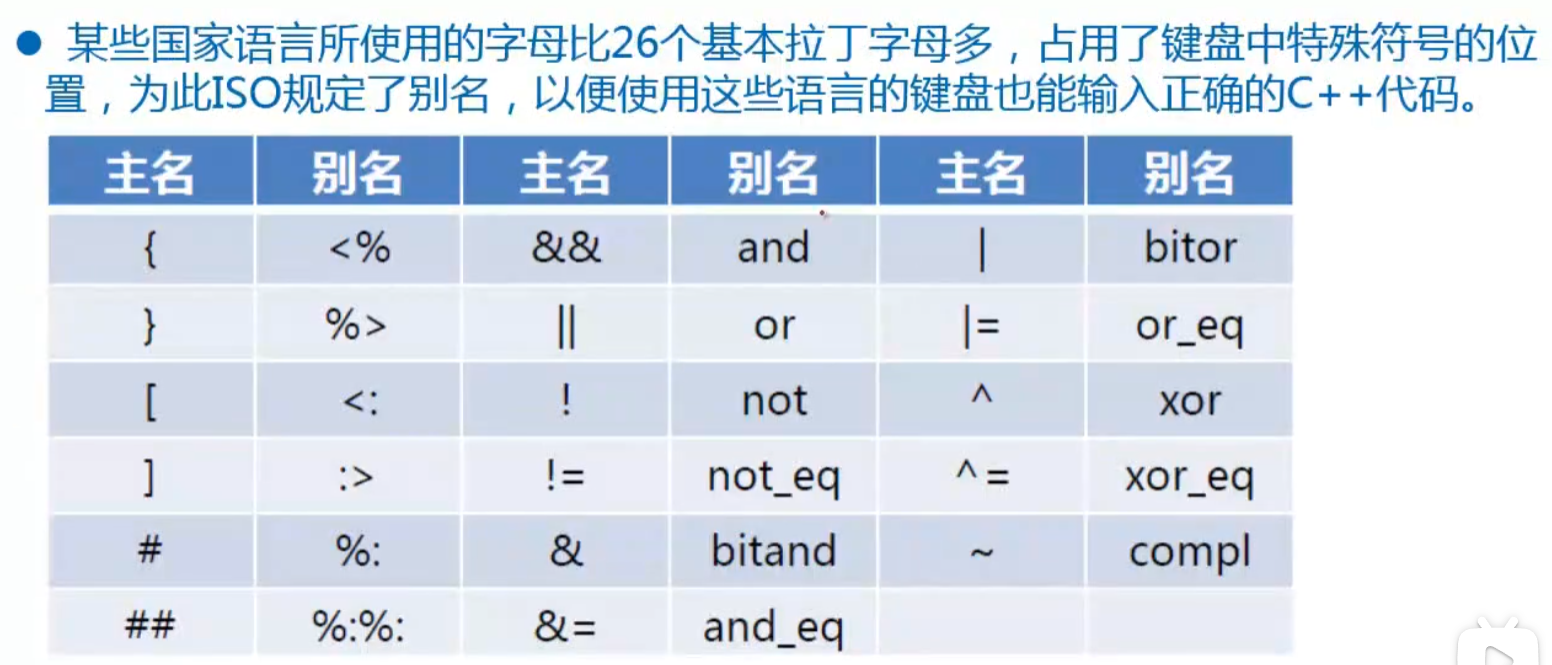 ● 某些国家语言所使用的字母比26个基本拉丁字母多，占用了键盘中特殊符号的位
置，为此ISO规定了别名，以便使用这些语言的键盘也能输入正确的C++代码。
主名 别名 主名 别名 主名 别名
{ <% && and | bitor
} %> || or |= or_eq
[ <: ! not ^ xor
] :> != not_eq ^= xor_eq
# %: & bitand ~ compl
## %:%: &= and_eq